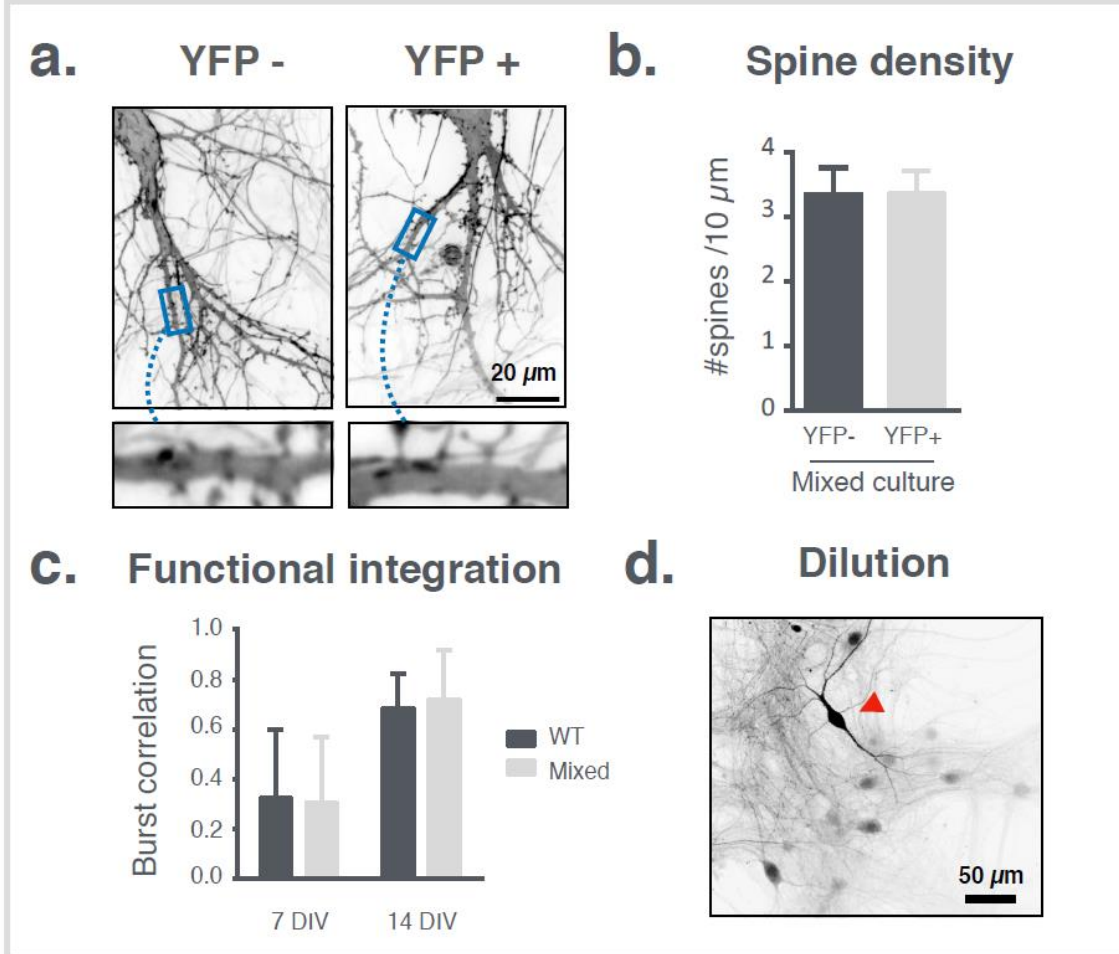 a.
YFP -
YFP +
20 µm
b.
Spine density
#spines /10 µm
4
3
2
1
0
YFP-
YFP+
Mixed culture
c.
Functional integration
Burst correlation
1.0
0.8
0.6
0.4
0.2
0.0
7 DIV
14 DIV
WT
Mixed
d.
Dilution
50 µm